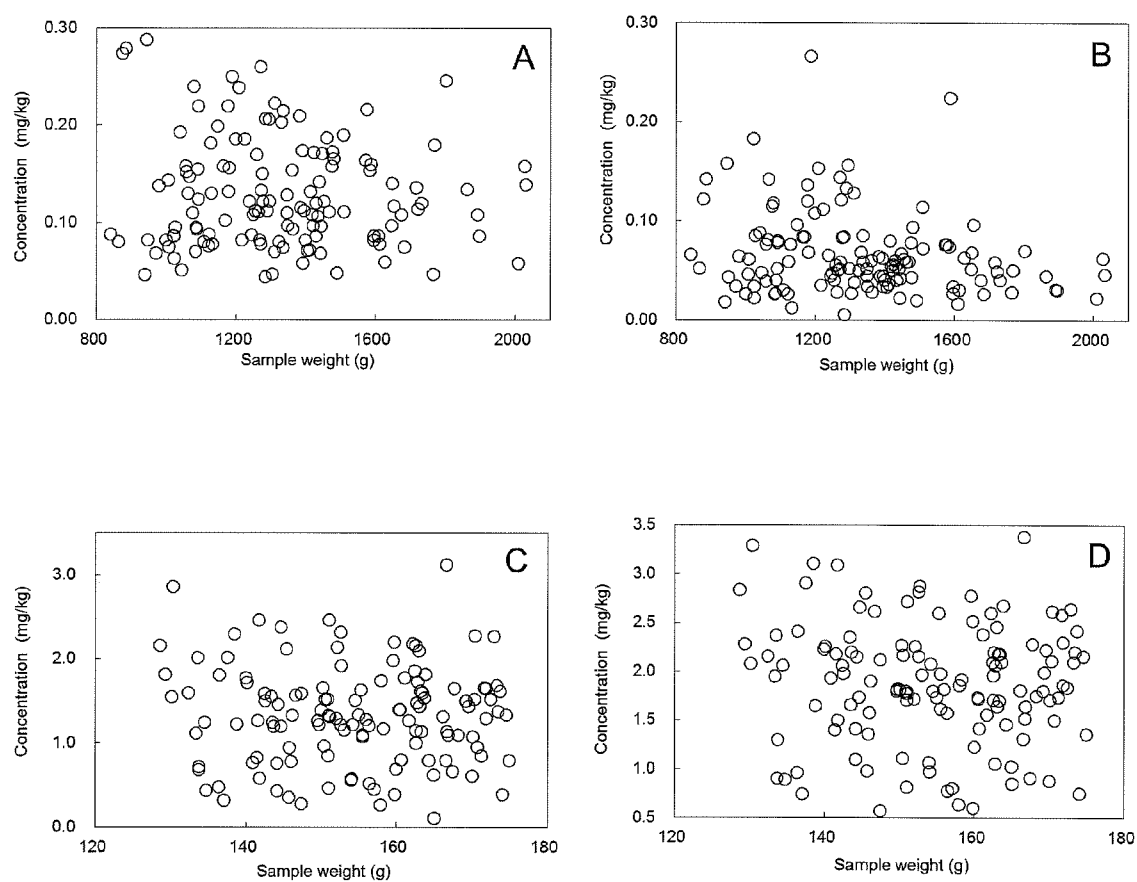 A
Concentration (mg/kg)
0.30
0.20
0.10
0.00
800
1200
1600
2000
Sample weight (g)
B
Concentration (mg/kg)
0.30
0.20
0.10
0.00
800
1200
1600
2000
Sample weight (g)
C
Concentration (mg/kg)
3.0
2.0
1.0
0.0
120
140
160
180
Sample weight (g)
D
Concentration (mg/kg)
3.5
3.0
2.5
2.0
1.5
1.0
0.5
120
140
160
180
Sample weight (g)